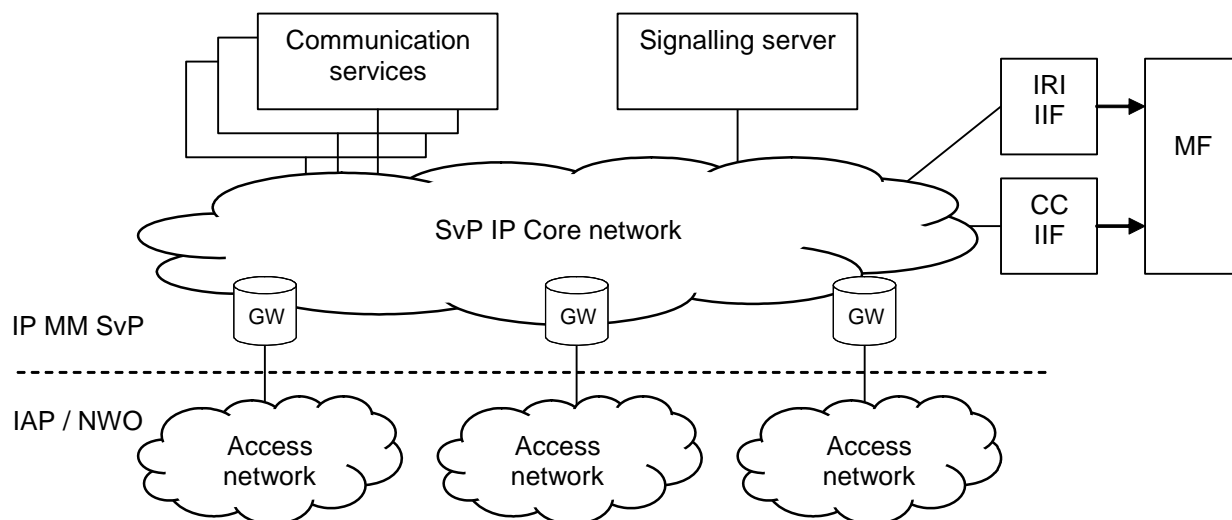 Communication
services
Signalling server
IRI
IIF
MF
CC
IIF
SvP IP Core network
GW
GW
GW
IP MM SvP
IAP / NWO
Access
network
Access
network
Access
network